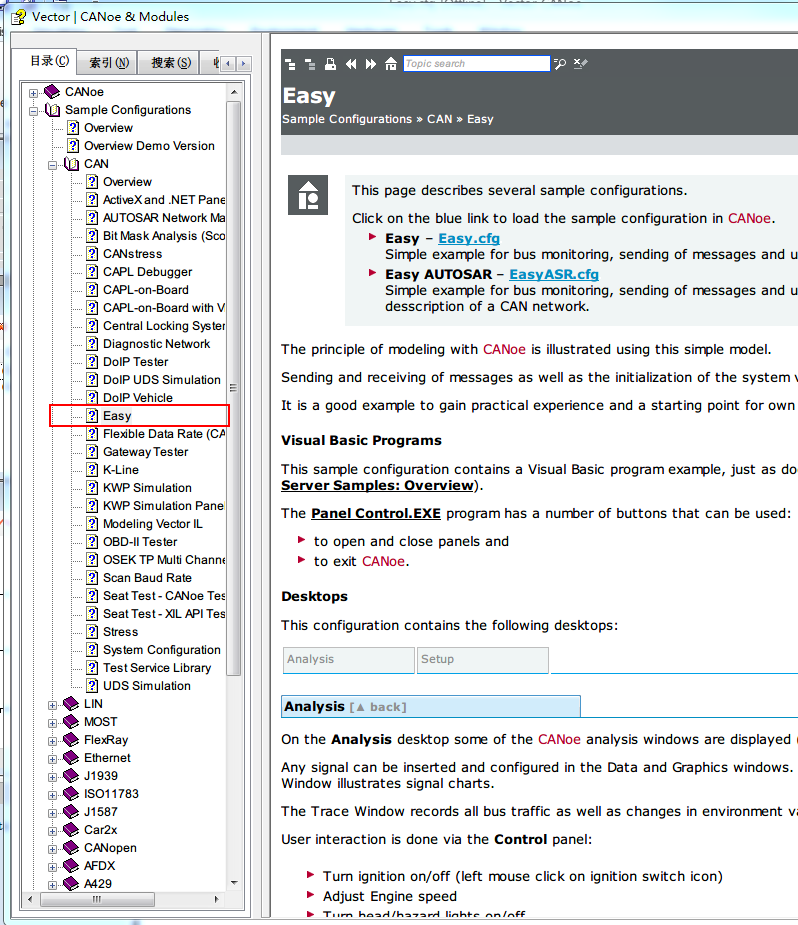 Vector | CANoe & Modules
目录(C)
索引(N)
搜索(S)
CANoe
Sample Configurations
Overview
Overview Demo Version
CAN
Overview
ActiveX and .NET Pane
AUTOSAR Network Ma
Bit Mask Analysis (Sco
CANstress
CAPL Debugger
CAPL-on-Board
CAPL-on-Board with V
Central Locking System
Diagnostic Network
DoIP Tester
DoIP UDS Simulation
DoIP Vehicle
Easy
Flexible Data Rate (CA
Gateway Tester
K-Line
KWP Simulation
KWP Simulation Panel
Modeling Vector IL
OBD-II Tester
OSEK TP Multi Channe
Scan Baud Rate
Seat Test - CANoe Tes
Seat Test - XIL API Tes
Stress
System Configuration
Test Service Library
UDS Simulation
LIN
MOST
FlexRay
Ethernet
J1939
ISO11783
J1587
Car2x
CANopen
AFDX
A429
Topic search
Easy
Sample Configurations » CAN » Easy
This page describes several sample configurations.
Click on the blue link to load the sample configuration in CANoe.
Easy – Easy.cfg
Simple example for bus monitoring, sending of messages and u
Easy AUTOSAR – EasyASR.cfg
Simple example for bus monitoring, sending of messages and u
desscription of a CAN network.
The principle of modeling with CANoe is illustrated using this simple model.
Sending and receiving of messages as well as the initialization of the system v
It is a good example to gain practical experience and a starting point for own
Visual Basic Programs
This sample configuration contains a Visual Basic program example, just as do
Server Samples: Overview).
The Panel Control.EXE program has a number of buttons that can be used:
to open and close panels and
to exit CANoe.
Desktops
This configuration contains the following desktops:
Analysis
Setup
Analysis [▲ back]
On the Analysis desktop some of the CANoe analysis windows are displayed (
Any signal can be inserted and configured in the Data and Graphics windows.
Window illustrates signal charts.
The Trace Window records all bus traffic as well as changes in environment va
User interaction is done via the Control panel:
Turn ignition on/off (left mouse click on ignition switch icon)
Adjust Engine speed
Turn head/hazard lights on/off